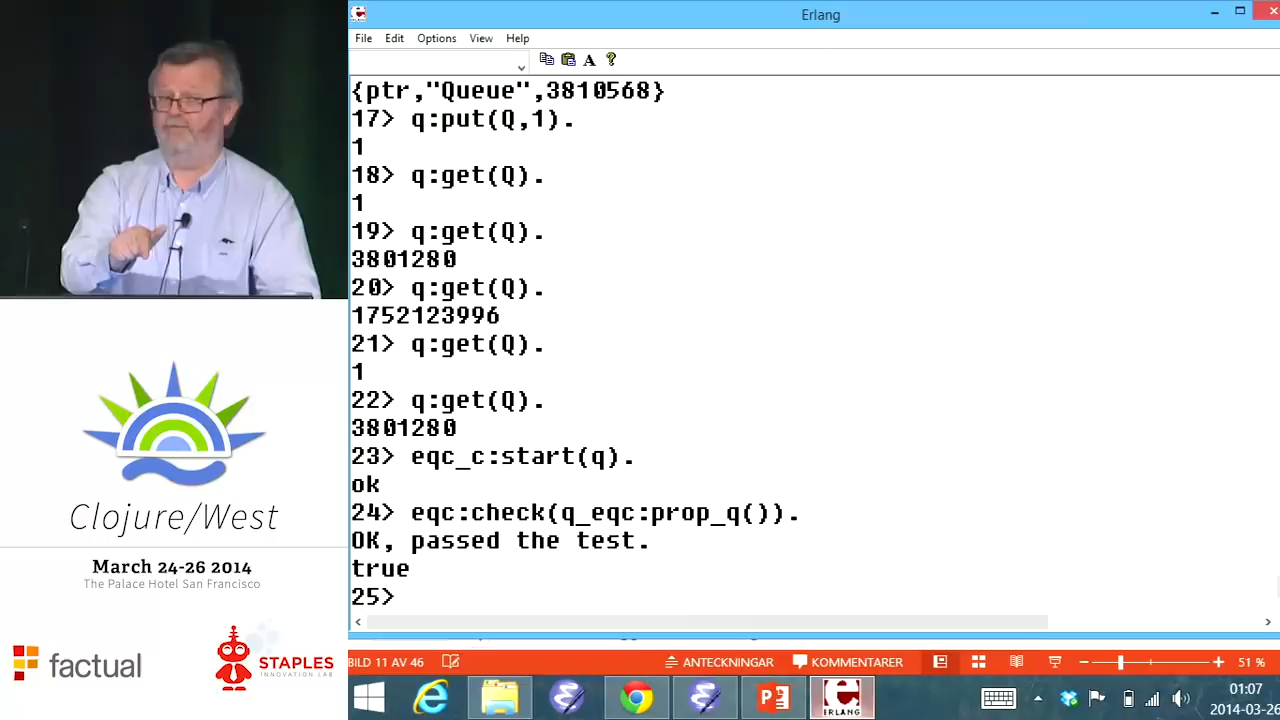 Erlang
File Edit Options View Help
{ptr,"Queue",3810568}
17> q:put(Q,1).
1
18> q:get(Q).
1
19> q:get(Q).
3801280
20> q:get(Q).
1752123996
21> q:get(Q).
1
22> q:get(Q).
3801280
23> eqc_c:start(q).
ok
24> eqc:check(q_eqc:prop_q()).
OK, passed the test.
true
25>
Clojure/West
March 24-26 2014
The Palace Hotel San Francisco
factual
STAPLES
INNOVATION LAB
BILD 11 AV 46
ANTECKNINGAR
KOMMENTARER
51 %
ERLANG
01:07
2014-03-26